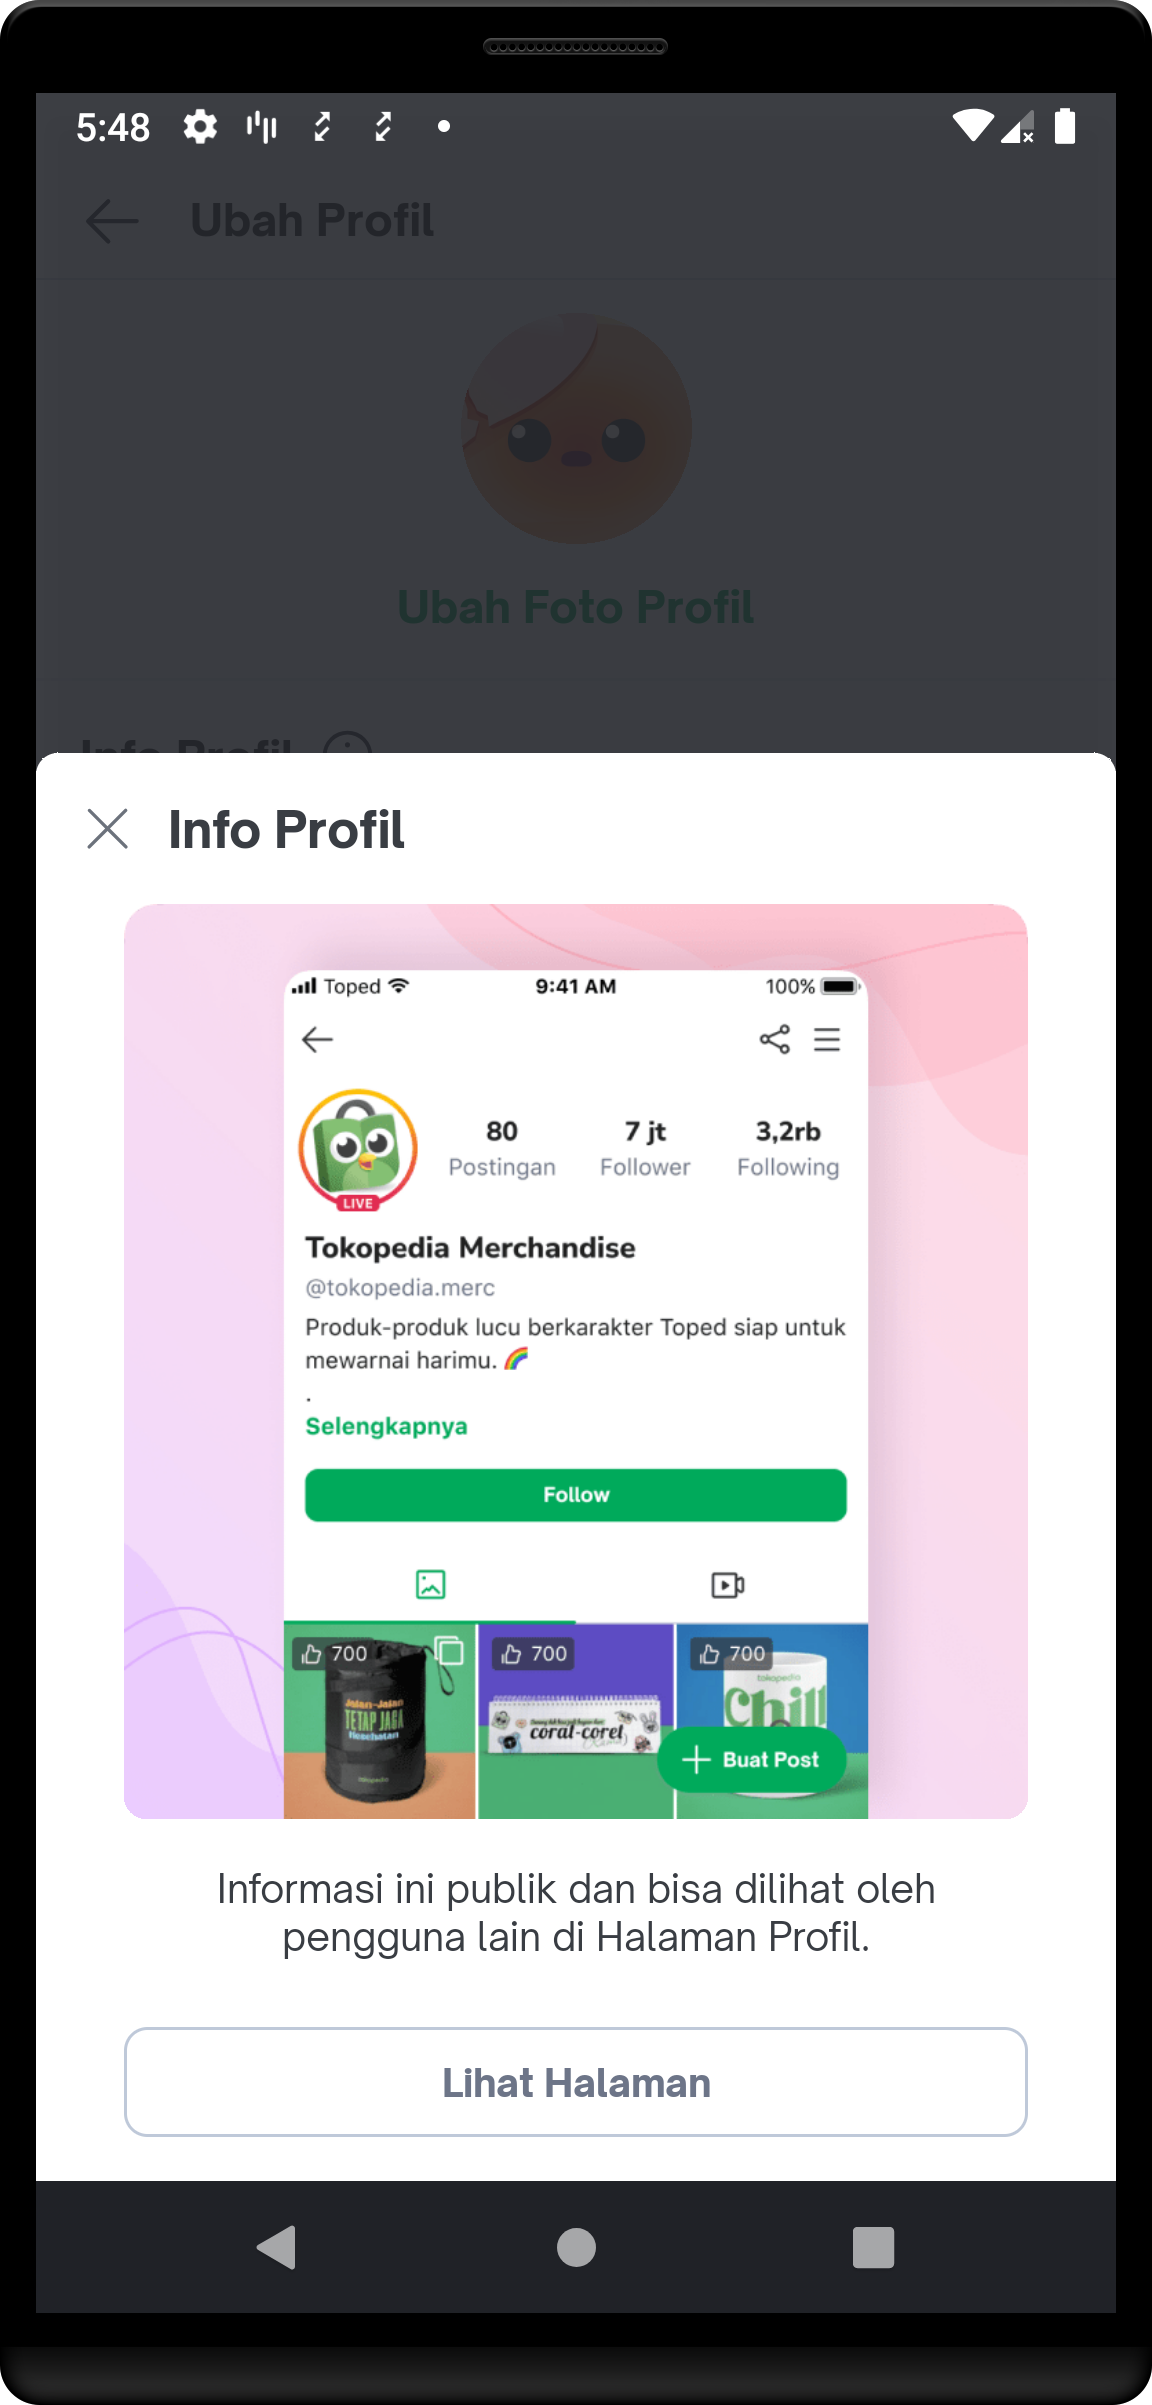 5:48
Ubah Profil
Ubah Foto Profil
Info Profil
Info Profil
Toped 9:41 AM 100%
80 7 jt 3,2rb
Postingan Follower Following
LIVE
Tokopedia Merchandise
@tokopedia.merc
Produk-produk lucu berkarakter Toped siap untuk
mewarnai harimu. 🌈
.
Selengkapnya
Follow
700 700 700
Jalan-Jalan
TETAP JAGA
Kesehatan
tokopedia
coral-coret
tokopedia
Chill
Buat Post
Informasi ini publik dan bisa dilihat oleh
pengguna lain di Halaman Profil.
Lihat Halaman